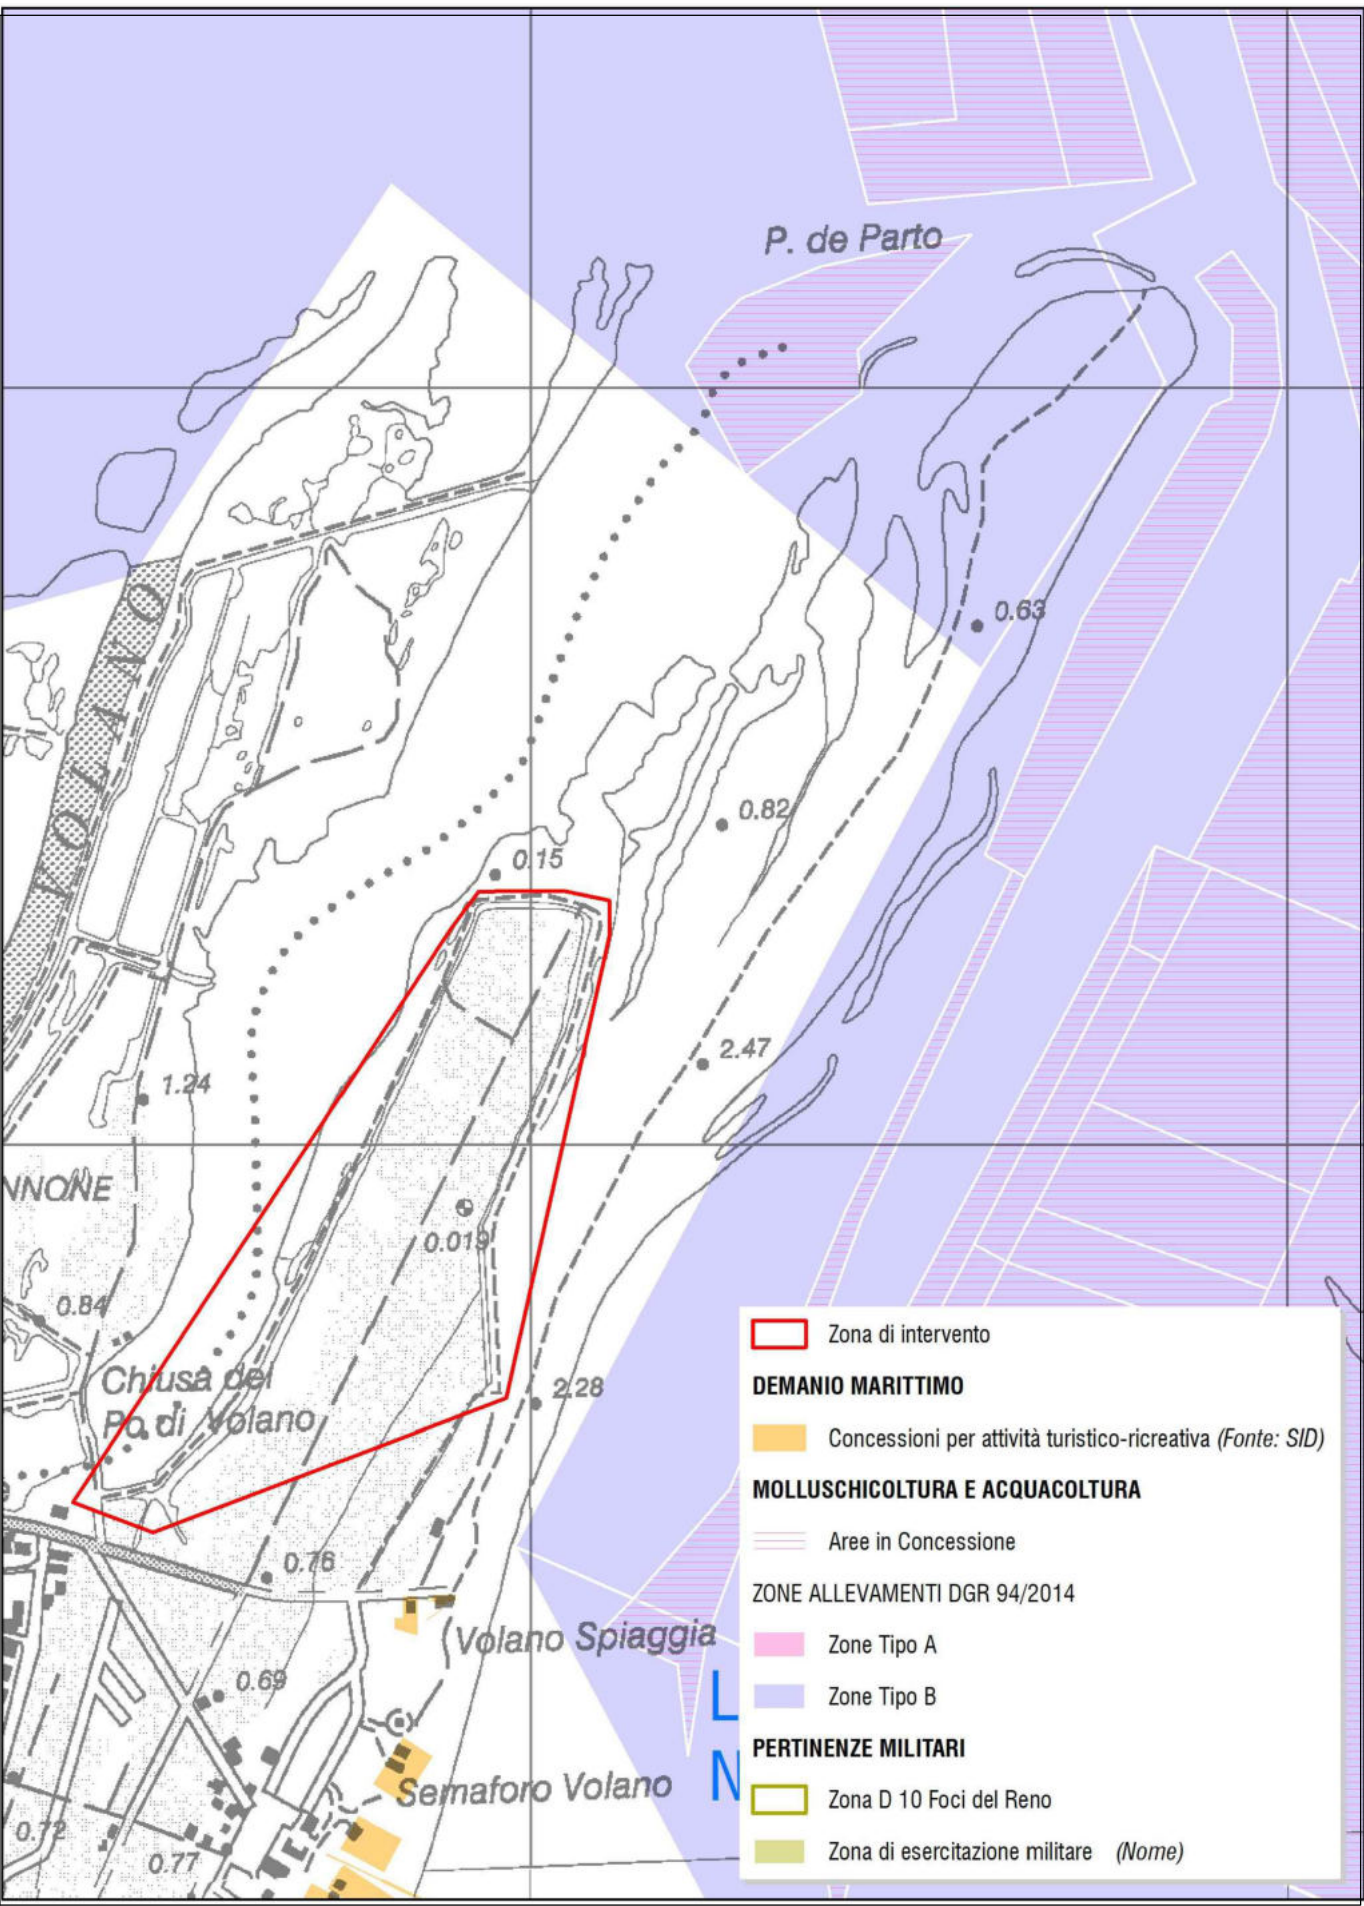 P. de Parto
VOLANO
0.63
0.82
0.15
2.47
1.24
NNONE
0.019
0.84
Chiusa del
Po di Volano
2.28
0.76
Volano Spiaggia
0.69
L
N
Semaforo Volano
0.72
0.77
Zona di intervento
DEMANIO MARITTIMO
Concessioni per attività turistico-ricreativa (Fonte: SID)
MOLLUSCHICOLTURA E ACQUACOLTURA
Aree in Concessione
ZONE ALLEVAMENTI DGR 94/2014
Zone Tipo A
Zone Tipo B
PERTINENZE MILITARI
Zona D 10 Foci del Reno
Zona di esercitazione militare (Nome)